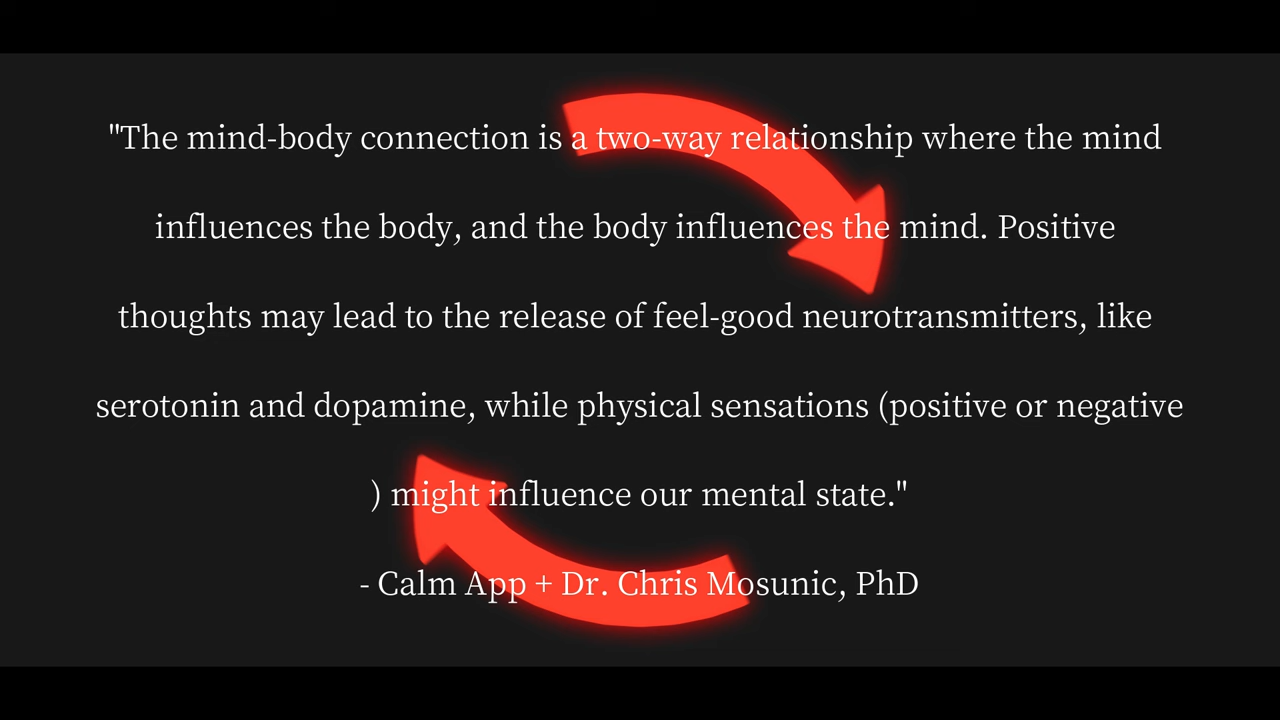 "The mind-body connection is a two-way relationship where the mind
influences the body, and the body influences the mind. Positive
thoughts may lead to the release of feel-good neurotransmitters, like
serotonin and dopamine, while physical sensations (positive or negative
) might influence our mental state."
- Calm App + Dr. Chris Mosunic, PhD